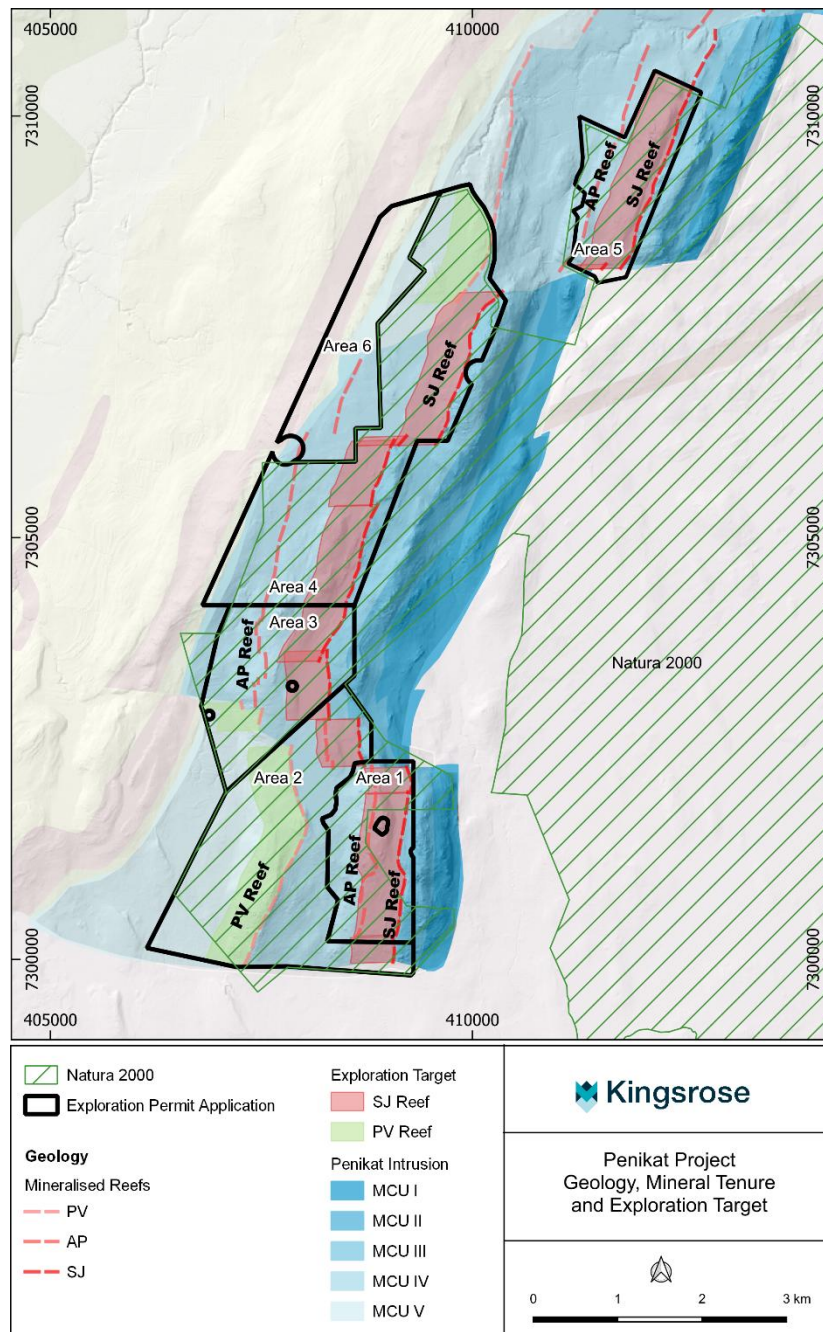 405000
410000
7310000
7310000
AP Reef
SJ Reef
Area 5
Area 6
SJ Reef
7305000
7305000
Area 4
Area 3
AP Reef
Natura 2000
Area 2
Area 1
PV Reef
AP Reef
SJ Reef
7300000
7300000
405000
410000
Natura 2000
Exploration Permit Application
Geology
Mineralised Reefs
PV
AP
SJ
Exploration Target
SJ Reef
PV Reef
Penikat Intrusion
MCU I
MCU II
MCU III
MCU IV
MCU V
Kingsrose
Penikat Project
Geology, Mineral Tenure
and Exploration Target
0 1 2 3 km